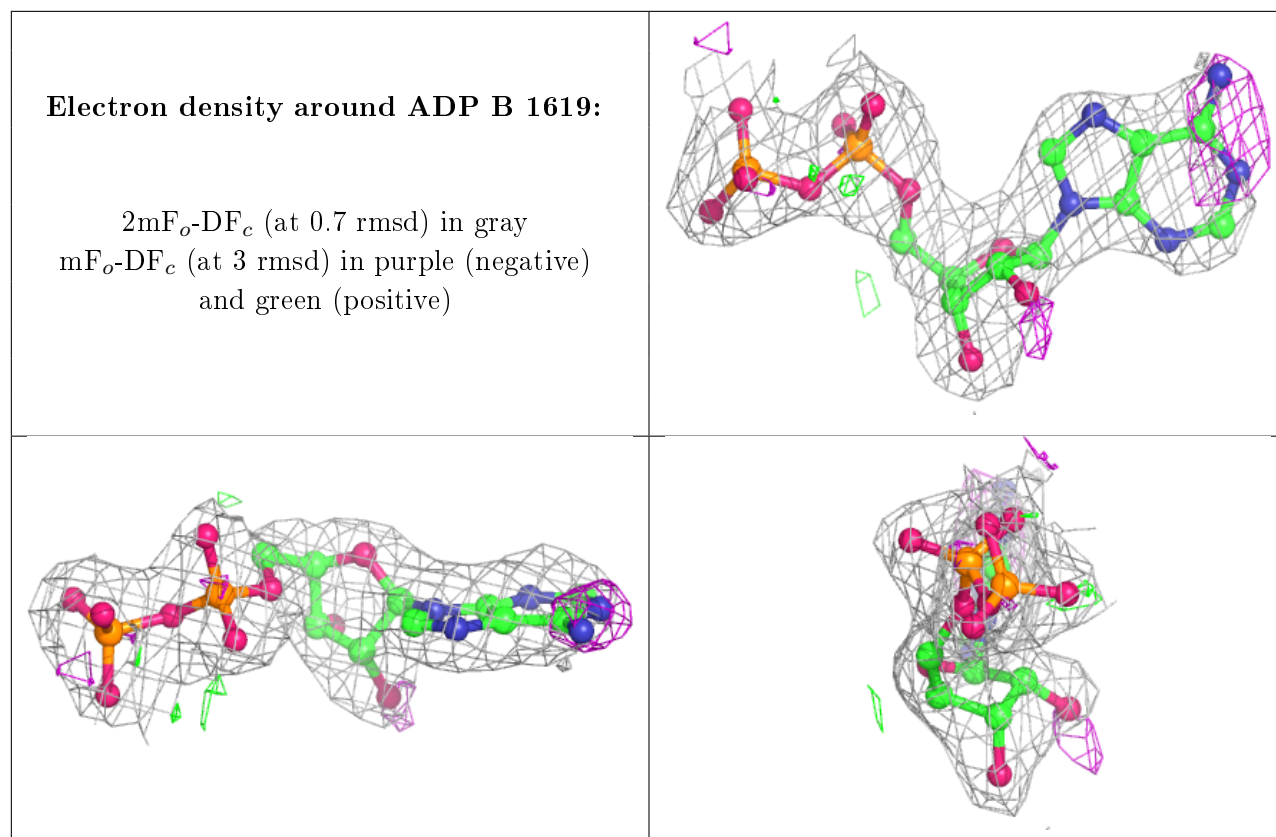 Electron density around ADP B 1619:
2mFₒ-DF𝒸 (at 0.7 rmsd) in gray
mFₒ-DF𝒸 (at 3 rmsd) in purple (negative)
and green (positive)